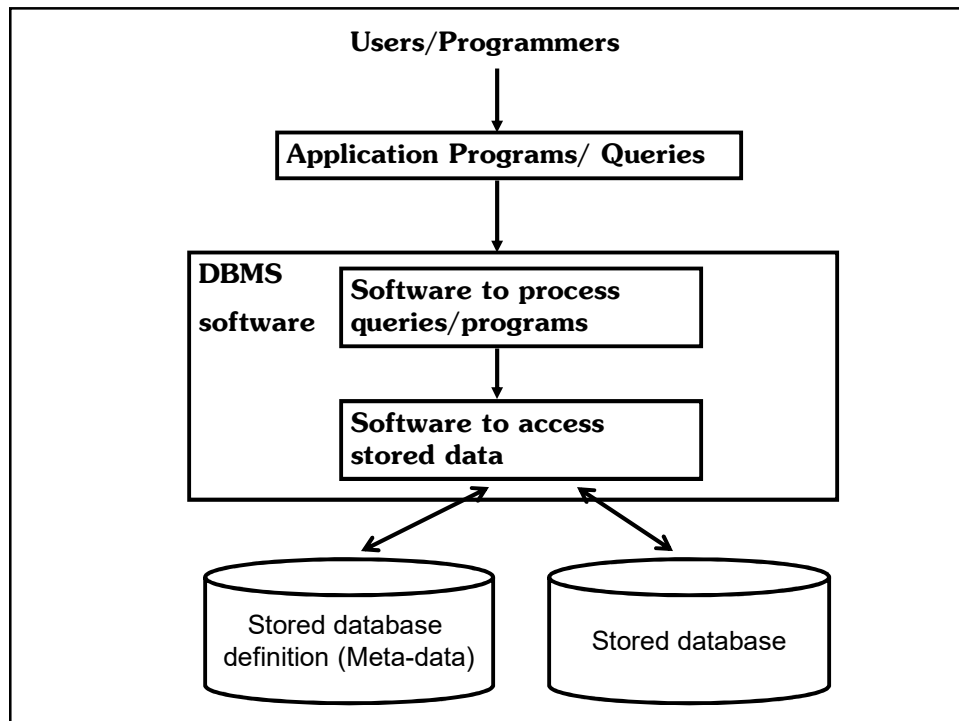 Users/Programmers
Application Programs/ Queries
DBMS
software
Software to process
queries/programs
Software to access
stored data
Stored database
definition (Meta-data)
Stored database